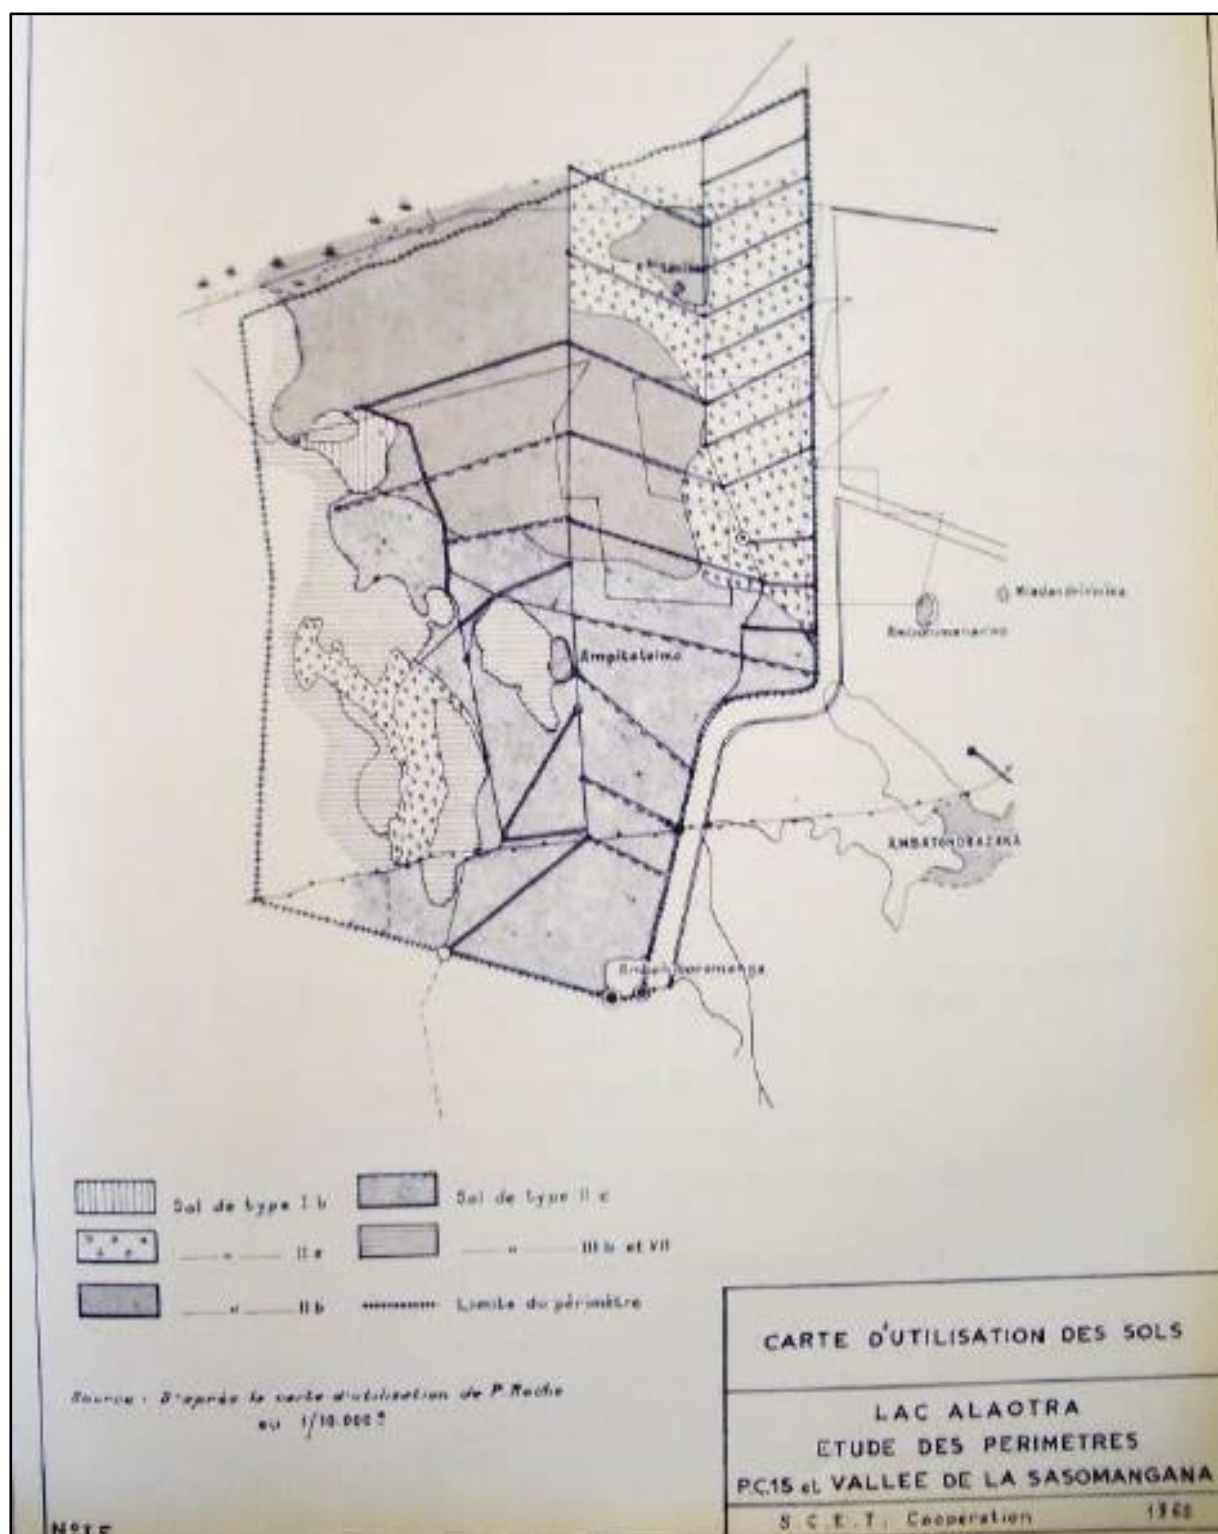 Ampitatsimo
AMBATONDRAZAKA
Sol de type I b
Sol de type II c
" II a
" III b et VII
" II b
Limite du périmètre
Source : D'après la carte d'utilisation de P. Roche
au 1/10.000e
CARTE D'UTILISATION DES SOLS
LAC ALAOTRA
ETUDE DES PERIMETRES
P.C.15 et VALLEE DE LA SASOMANGANA
S.C.E.T. Cooperation 1968